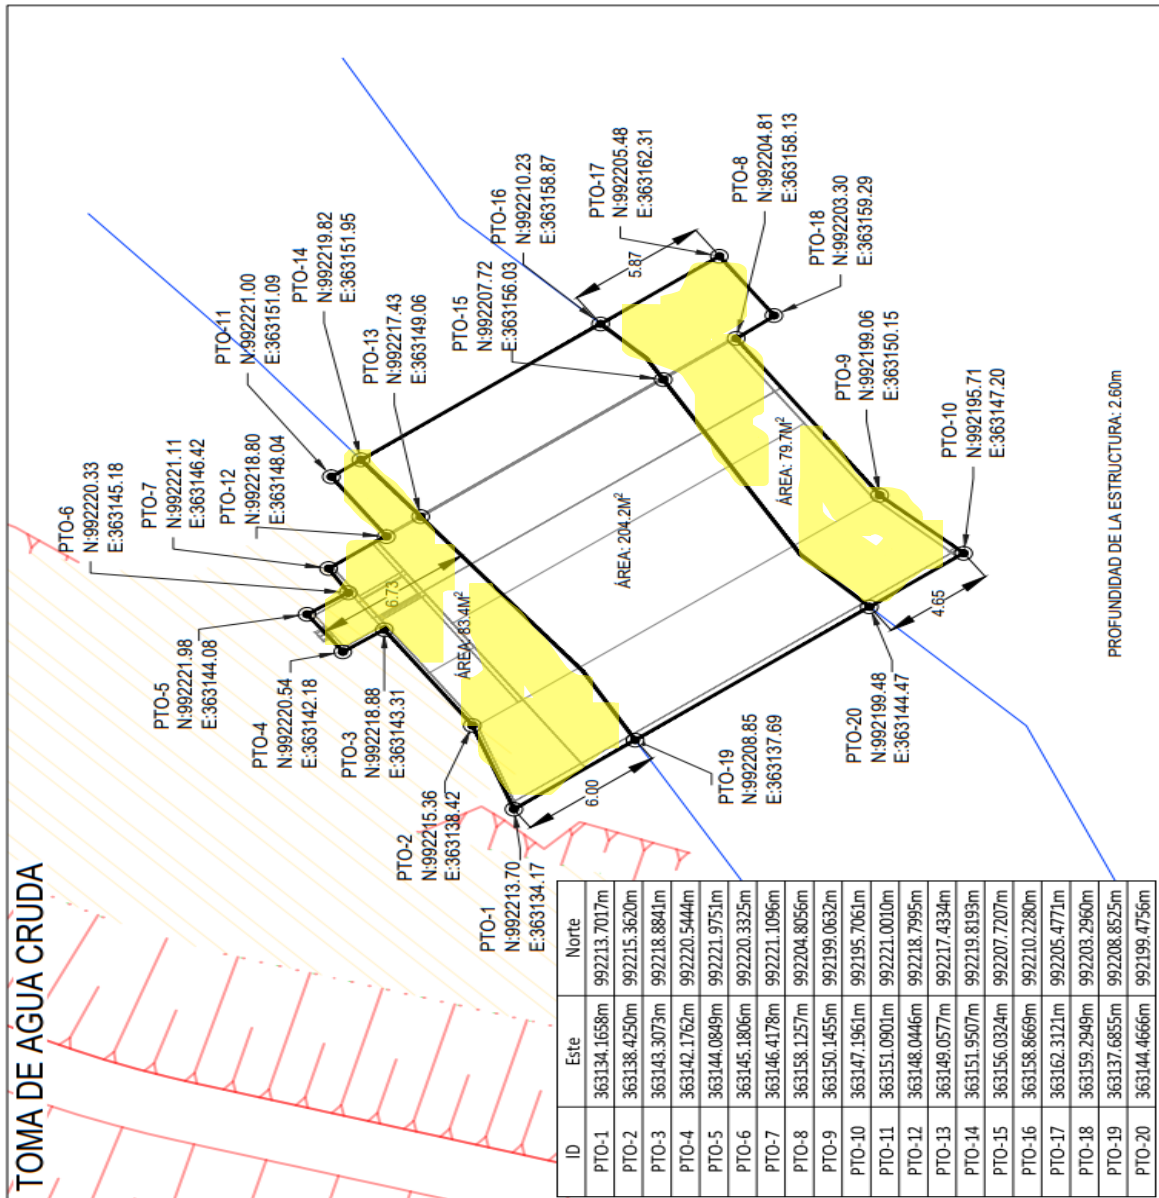 TOMA DE AGUA CRUDA
PTO-1
N:992213.70
E:363134.17
PTO-2
N:992215.36
E:363138.42
PTO-3
N:992218.88
E:363143.31
PTO-4
N:992220.54
E:363142.18
PTO-5
N:992221.98
E:363144.08
PTO-6
N:992220.33
E:363145.18
PTO-7
N:992221.11
E:363146.42
PTO-12
N:992218.80
E:363148.04
PTO-11
N:992221.00
E:363151.09
PTO-14
N:992219.82
E:363151.95
PTO-13
N:992217.43
E:363149.06
PTO-15
N:992207.72
E:363156.03
PTO-16
N:992210.23
E:363158.87
PTO-17
N:992205.48
E:363162.31
PTO-8
N:992204.81
E:363158.13
PTO-18
N:992203.30
E:363159.29
PTO-9
N:992199.06
E:363150.15
PTO-10
N:992195.71
E:363147.20
PTO-20
N:992199.48
E:363144.47
PTO-19
N:992208.85
E:363137.69
6.73
5.87
4.65
6.00
ÁREA: 83.4M²
ÁREA: 204.2M²
ÁREA: 79.7M²
PROFUNDIDAD DE LA ESTRUCTURA: 2.60m
ID Este Norte
PTO-1 363134.1658m 992213.7017m
PTO-2 363138.4250m 992215.3620m
PTO-3 363143.3073m 992218.8841m
PTO-4 363142.1762m 992220.5444m
PTO-5 363144.0849m 992221.9751m
PTO-6 363145.1806m 992220.3325m
PTO-7 363146.4178m 992221.1096m
PTO-8 363158.1257m 992204.8056m
PTO-9 363150.1455m 992199.0632m
PTO-10 363147.1961m 992195.7061m
PTO-11 363151.0901m 992221.0010m
PTO-12 363148.0446m 992218.7995m
PTO-13 363149.0577m 992217.4334m
PTO-14 363151.9507m 992219.8193m
PTO-15 363156.0324m 992207.7207m
PTO-16 363158.8669m 992210.2280m
PTO-17 363162.3121m 992205.4771m
PTO-18 363159.2949m 992203.2960m
PTO-19 363137.6855m 992208.8525m
PTO-20 363144.4666m 992199.4756m